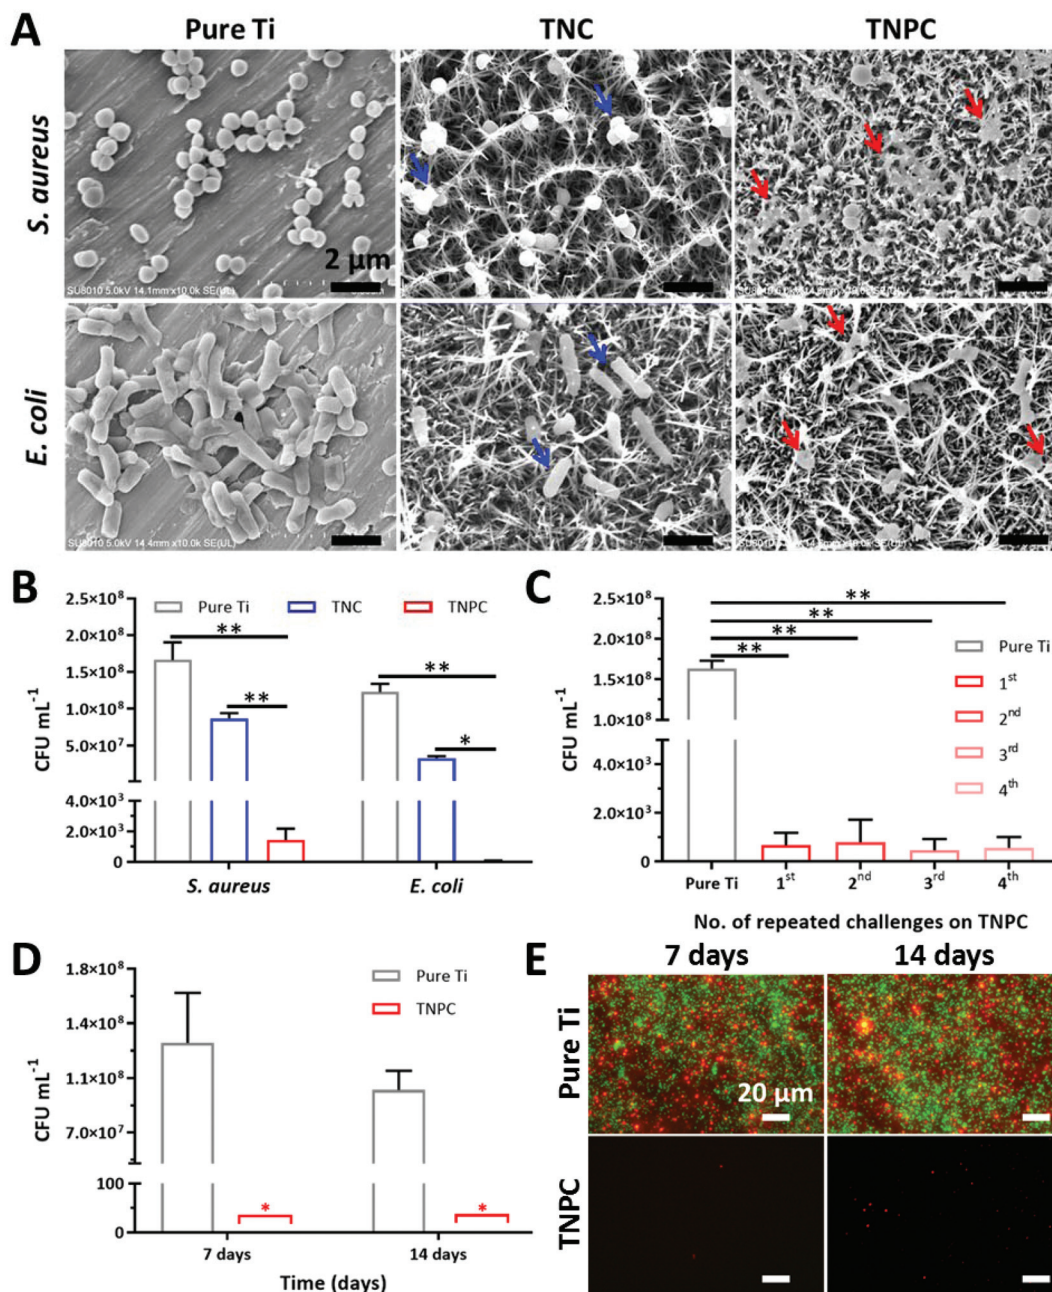 A
Pure Ti
TNC
TNPC
S. aureus
2 µm
SU8010 5.0kV 14.1mm x10.0k SE(UL)
E. coli
SU8010 5.0kV 14.4mm x10.0k SE(UL)
B
2.5×10⁸
2.0×10⁸
1.5×10⁸
1.0×10⁸
5.0×10⁷
4.0×10³
2.0×10³
0
CFU mL⁻¹
Pure Ti
TNC
TNPC
**
**
**
*
S. aureus
E. coli
C
2.5×10⁸
2.0×10⁸
1.5×10⁸
1.0×10⁸
4.0×10³
2.0×10³
0
CFU mL⁻¹
**
**
**
**
Pure Ti
1ˢᵗ
2ⁿᵈ
3ʳᵈ
4ᵗʰ
Pure Ti
1ˢᵗ
2ⁿᵈ
3ʳᵈ
4ᵗʰ
No. of repeated challenges on TNPC
D
1.8×10⁸
1.4×10⁸
1.1×10⁸
7.0×10⁷
100
0
CFU mL⁻¹
Pure Ti
TNPC
*
*
7 days
14 days
Time (days)
E
7 days
14 days
Pure Ti
20 µm
TNPC